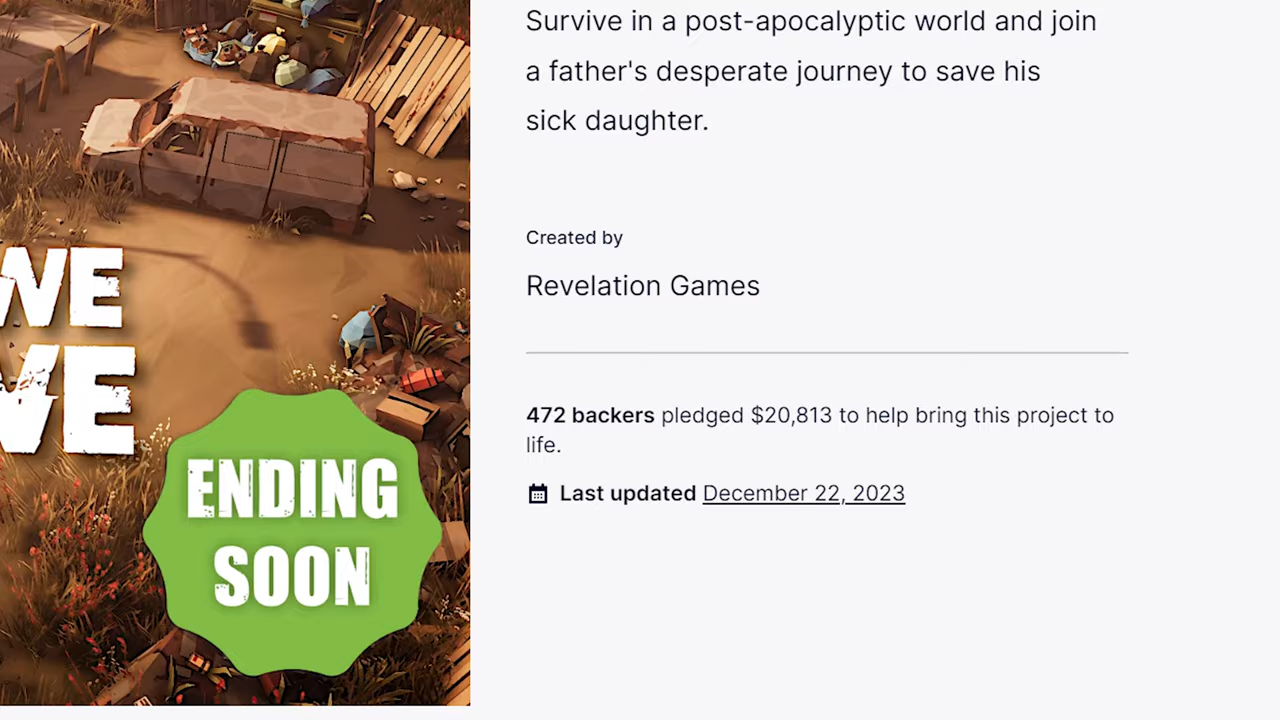 Survive in a post-apocalyptic world and join
a father's desperate journey to save his
sick daughter.
Created by
Revelation Games
472 backers pledged $20,813 to help bring this project to
life.
Last updated December 22, 2023
WE
VE
ENDING
SOON